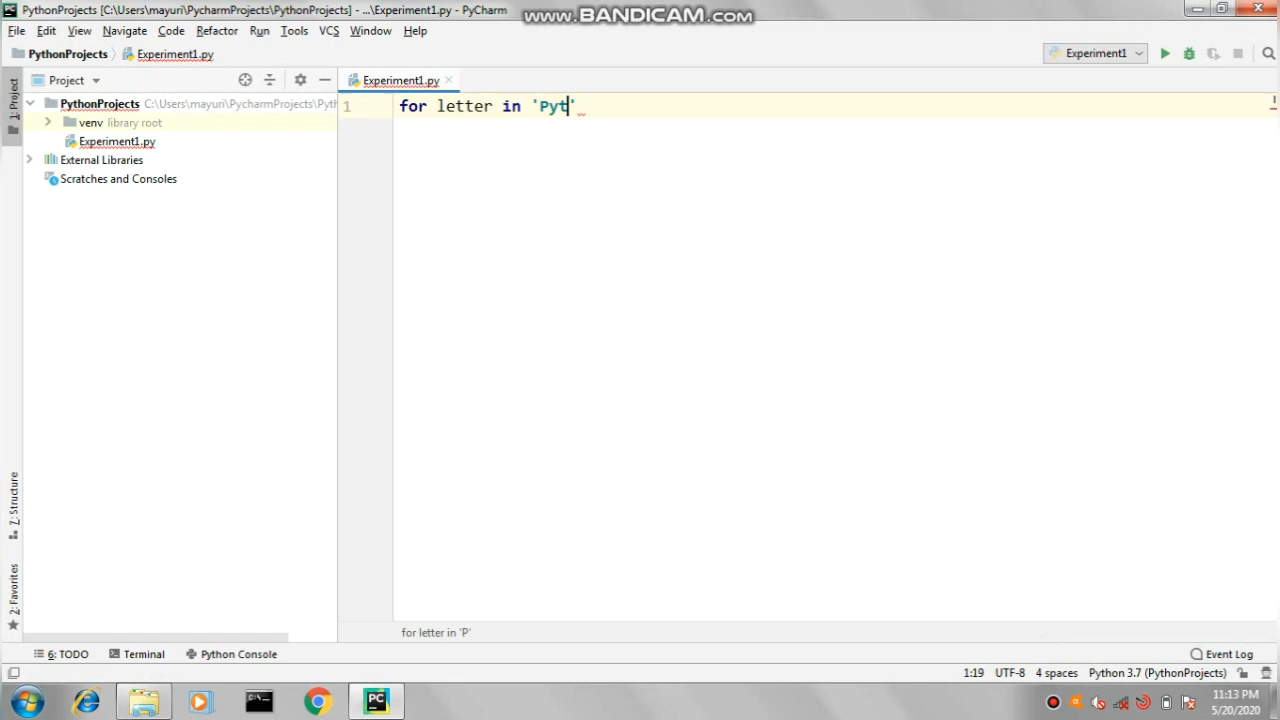 PythonProjects [C:\Users\mayuri\PycharmProjects\PythonProjects] - ...\Experiment1.py - PyCharm
www.BANDICAM.com
File Edit View Navigate Code Refactor Run Tools VCS Window Help
PythonProjects Experiment1.py
Experiment1
Project
Experiment1.py
1: Project
PythonProjects C:\Users\mayuri\PycharmProjects\Pyth
venv library root
Experiment1.py
External Libraries
Scratches and Consoles
1 for letter in 'Pyt'
7: Structure
2: Favorites
for letter in 'P'
6: TODO Terminal Python Console Event Log
1:19 UTF-8 4 spaces Python 3.7 (PythonProjects)
PC
11:13 PM
5/20/2020